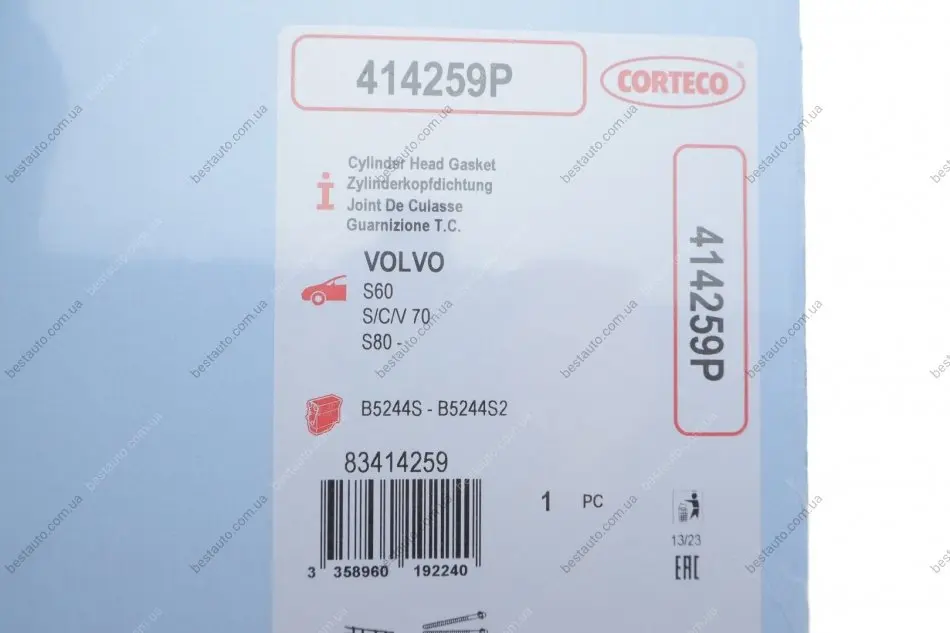 414259P
CORTECO®
414259P
i
Cylinder Head Gasket
Zylinderkopfdichtung
Joint De Culasse
Guarnizione T.C.
VOLVO
S60
S/C/V 70
S80 -
B5244S - B5244S2
83414259
1 PC
3 358960 192240
13/23
EAC
bestauto.com.ua